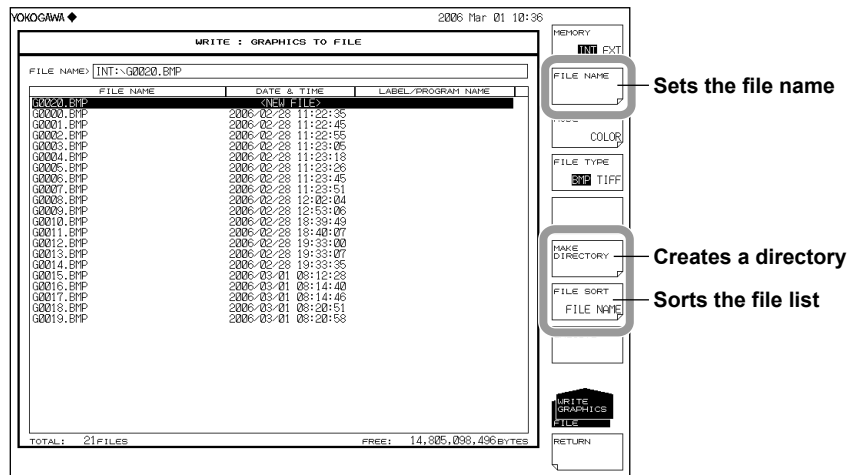 YOKOGAWA ◆ 2006 Mar 01 10:36
WRITE : GRAPHICS TO FILE
FILE NAME> INT:\G0020.BMP
FILE NAME DATE & TIME LABEL/PROGRAM NAME
G0020.BMP <NEW FILE>
G0000.BMP 2006/02/28 11:22:35
G0001.BMP 2006/02/28 11:22:45
G0002.BMP 2006/02/28 11:22:55
G0003.BMP 2006/02/28 11:23:05
G0004.BMP 2006/02/28 11:23:18
G0005.BMP 2006/02/28 11:23:26
G0006.BMP 2006/02/28 11:23:45
G0007.BMP 2006/02/28 11:23:51
G0008.BMP 2006/02/28 12:02:04
G0009.BMP 2006/02/28 12:53:06
G0010.BMP 2006/02/28 18:39:49
G0011.BMP 2006/02/28 18:40:07
G0012.BMP 2006/02/28 19:33:00
G0013.BMP 2006/02/28 19:33:07
G0014.BMP 2006/02/28 19:33:35
G0015.BMP 2006/03/01 08:12:28
G0016.BMP 2006/03/01 08:14:40
G0017.BMP 2006/03/01 08:14:46
G0018.BMP 2006/03/01 08:20:51
G0019.BMP 2006/03/01 08:20:58
TOTAL: 21FILES FREE: 14,805,098,496BYTES
MEMORY
INT EXT
FILE NAME
Sets the file name
COLOR
FILE TYPE
BMP TIFF
MAKE
DIRECTORY
Creates a directory
FILE SORT
FILE NAME
Sorts the file list
WRITE
GRAPHICS
FILE
RETURN